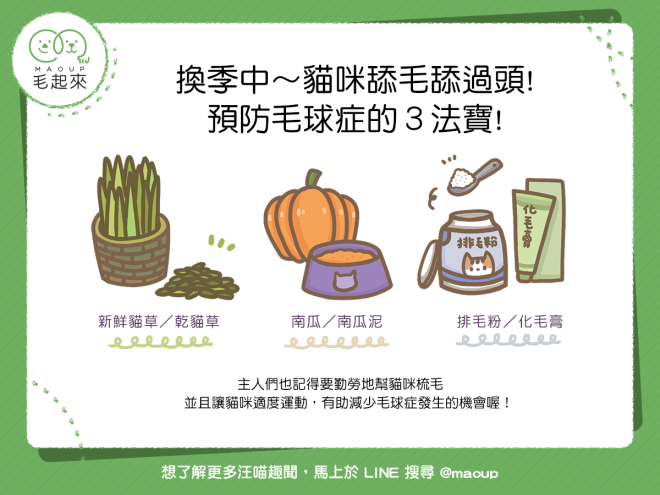 MAOUP
毛起來
換季中～貓咪舔毛舔過頭!
預防毛球症的３法寶!
化毛膏
排毛粉
新鮮貓草／乾貓草
南瓜／南瓜泥
排毛粉／化毛膏
主人們也記得要勤勞地幫貓咪梳毛
並且讓貓咪適度運動，有助減少毛球症發生的機會喔！
想了解更多汪喵趣聞，馬上於 LINE 搜尋 @maoup